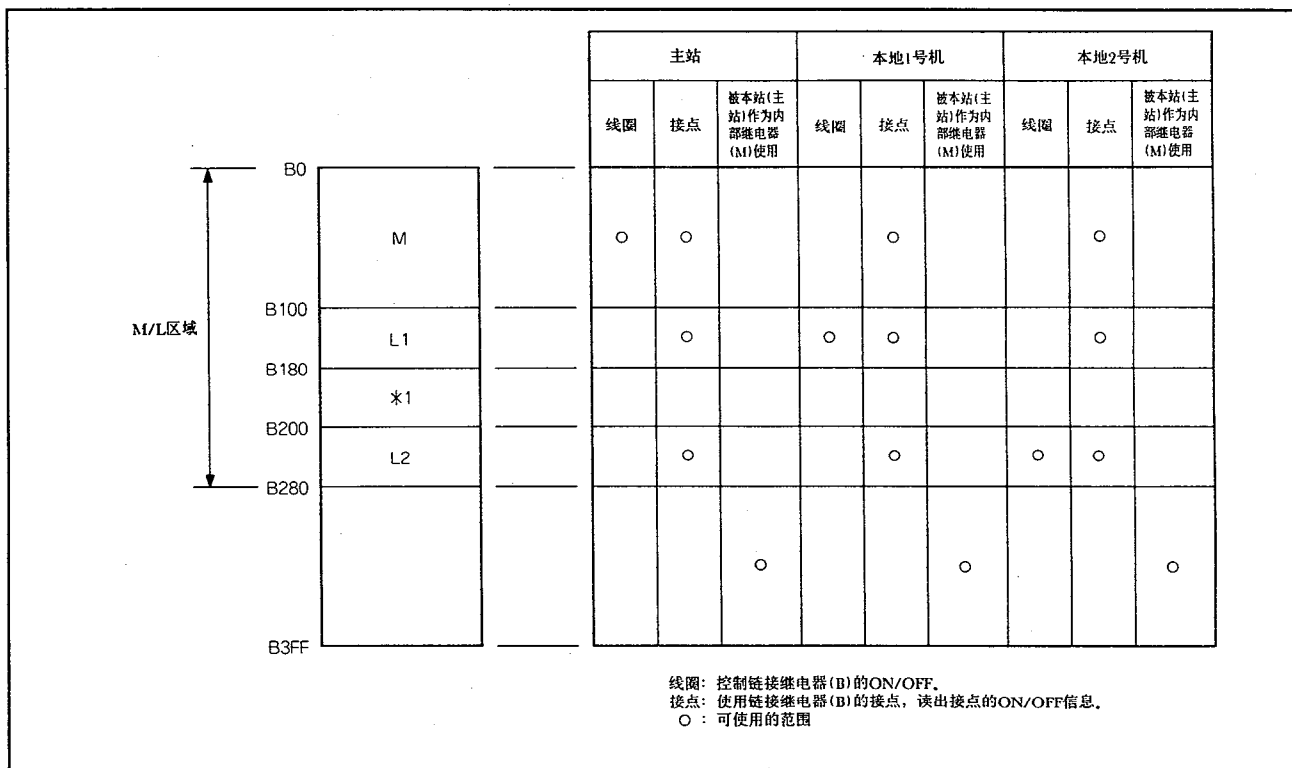 主站 本地1号机 本地2号机
线圈 接点 被本站(主站)作为内部继电器(M)使用 线圈 接点 被本站(主站)作为内部继电器(M)使用 线圈 接点 被本站(主站)作为内部继电器(M)使用
B0
M ○ ○ ○ ○
B100
M/L区域
L1 ○ ○ ○ ○
B180
*1
B200
L2 ○ ○ ○ ○
B280
○ ○ ○
B3FF
线圈：控制链接继电器(B)的ON/OFF。
接点：使用链接继电器(B)的接点，读出接点的ON/OFF信息。
○：可使用的范围